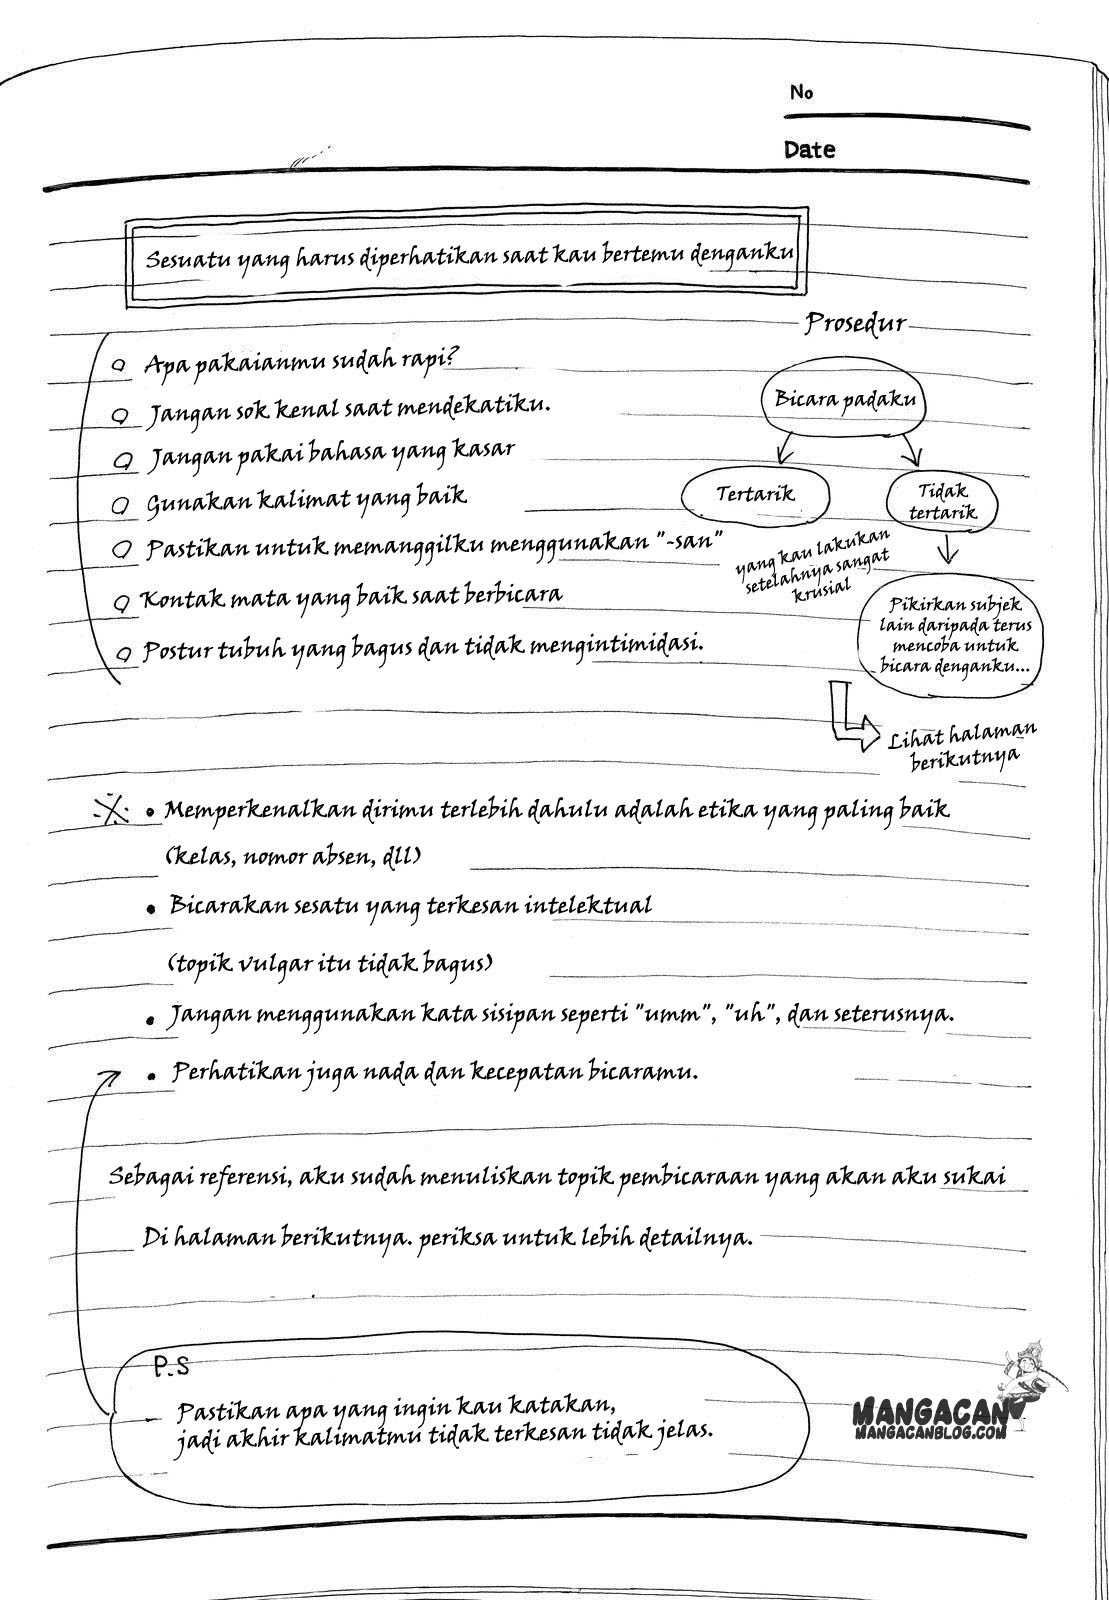 No
Date
Sesuatu yang harus diperhatikan saat kau bertemu denganku
Apa pakaianmu sudah rapi?
Jangan sok kenal saat mendekatiku.
Jangan pakai bahasa yang kasar
Gunakan kalimat yang baik
Pastikan untuk memanggilku menggunakan "-san"
Kontak mata yang baik saat berbicara
Postur tubuh yang bagus dan tidak mengintimidasi.
Prosedur
Bicara padaku
Tertarik
Tidak
tertarik
yang kau lakukan
setelahnya sangat
krusial
Pikirkan subjek
lain daripada terus
mencoba untuk
bicara denganku...
Lihat halaman
berikutnya
※ • Memperkenalkan dirimu terlebih dahulu adalah etika yang paling baik
(kelas, nomor absen, dll)
• Bicarakan sesatu yang terkesan intelektual
(topik vulgar itu tidak bagus)
• Jangan menggunakan kata sisipan seperti "umm", "uh", dan seterusnya.
• Perhatikan juga nada dan kecepatan bicaramu.
Sebagai referensi, aku sudah menuliskan topik pembicaraan yang akan aku sukai
Di halaman berikutnya. periksa untuk lebih detailnya.
P.S
Pastikan apa yang ingin kau katakan,
jadi akhir kalimatmu tidak terkesan tidak jelas.
MANGACAN
MANGACANBLOG.COM